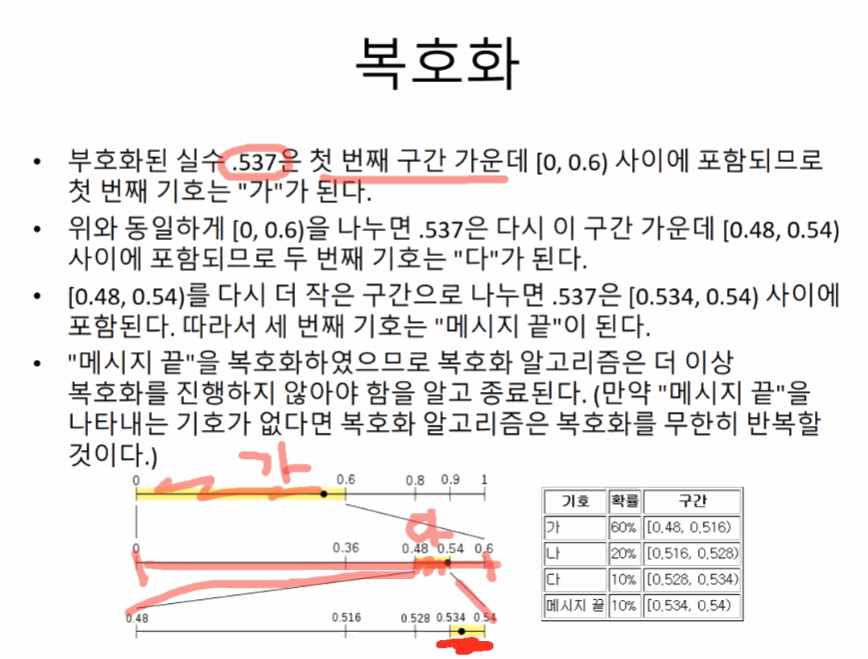 복호화
• 부호화된 실수 .537은 첫 번째 구간 가운데 [0, 0.6) 사이에 포함되므로
첫 번째 기호는 "가"가 된다.
• 위와 동일하게 [0, 0.6)을 나누면 .537은 다시 이 구간 가운데 [0.48, 0.54)
사이에 포함되므로 두 번째 기호는 "다"가 된다.
• [0.48, 0.54)를 다시 더 작은 구간으로 나누면 .537은 [0.534, 0.54) 사이에
포함된다. 따라서 세 번째 기호는 "메시지 끝"이 된다.
• "메시지 끝"을 복호화하였으므로 복호화 알고리즘은 더 이상
복호화를 진행하지 않아야 함을 알고 종료된다. (만약 "메시지 끝"을
나타내는 기호가 없다면 복호화 알고리즘은 복호화를 무한히 반복할
것이다.)
가
0 0.6 0.8 0.9 1
0 0.36 0.48 0.54 0.6
0.48 0.516 0.528 0.534 0.54
기호 확률 구간
가 60% [0.48, 0.516)
나 20% [0.516, 0.528)
다 10% [0.528, 0.534)
메시지 끝 10% [0.534, 0.54)